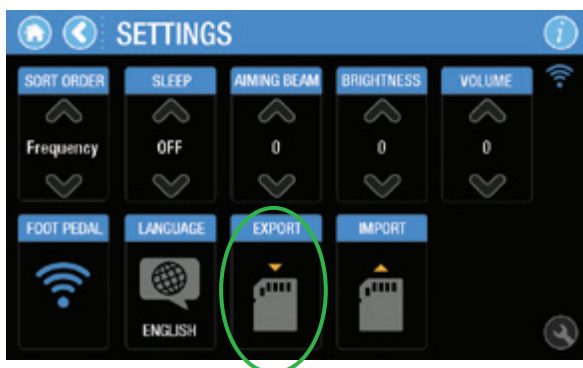 SETTINGS
i
SORT ORDER SLEEP AIMING BEAM BRIGHTNESS VOLUME
Frequency OFF 0 0 0
FOOT PEDAL LANGUAGE EXPORT IMPORT
ENGLISH